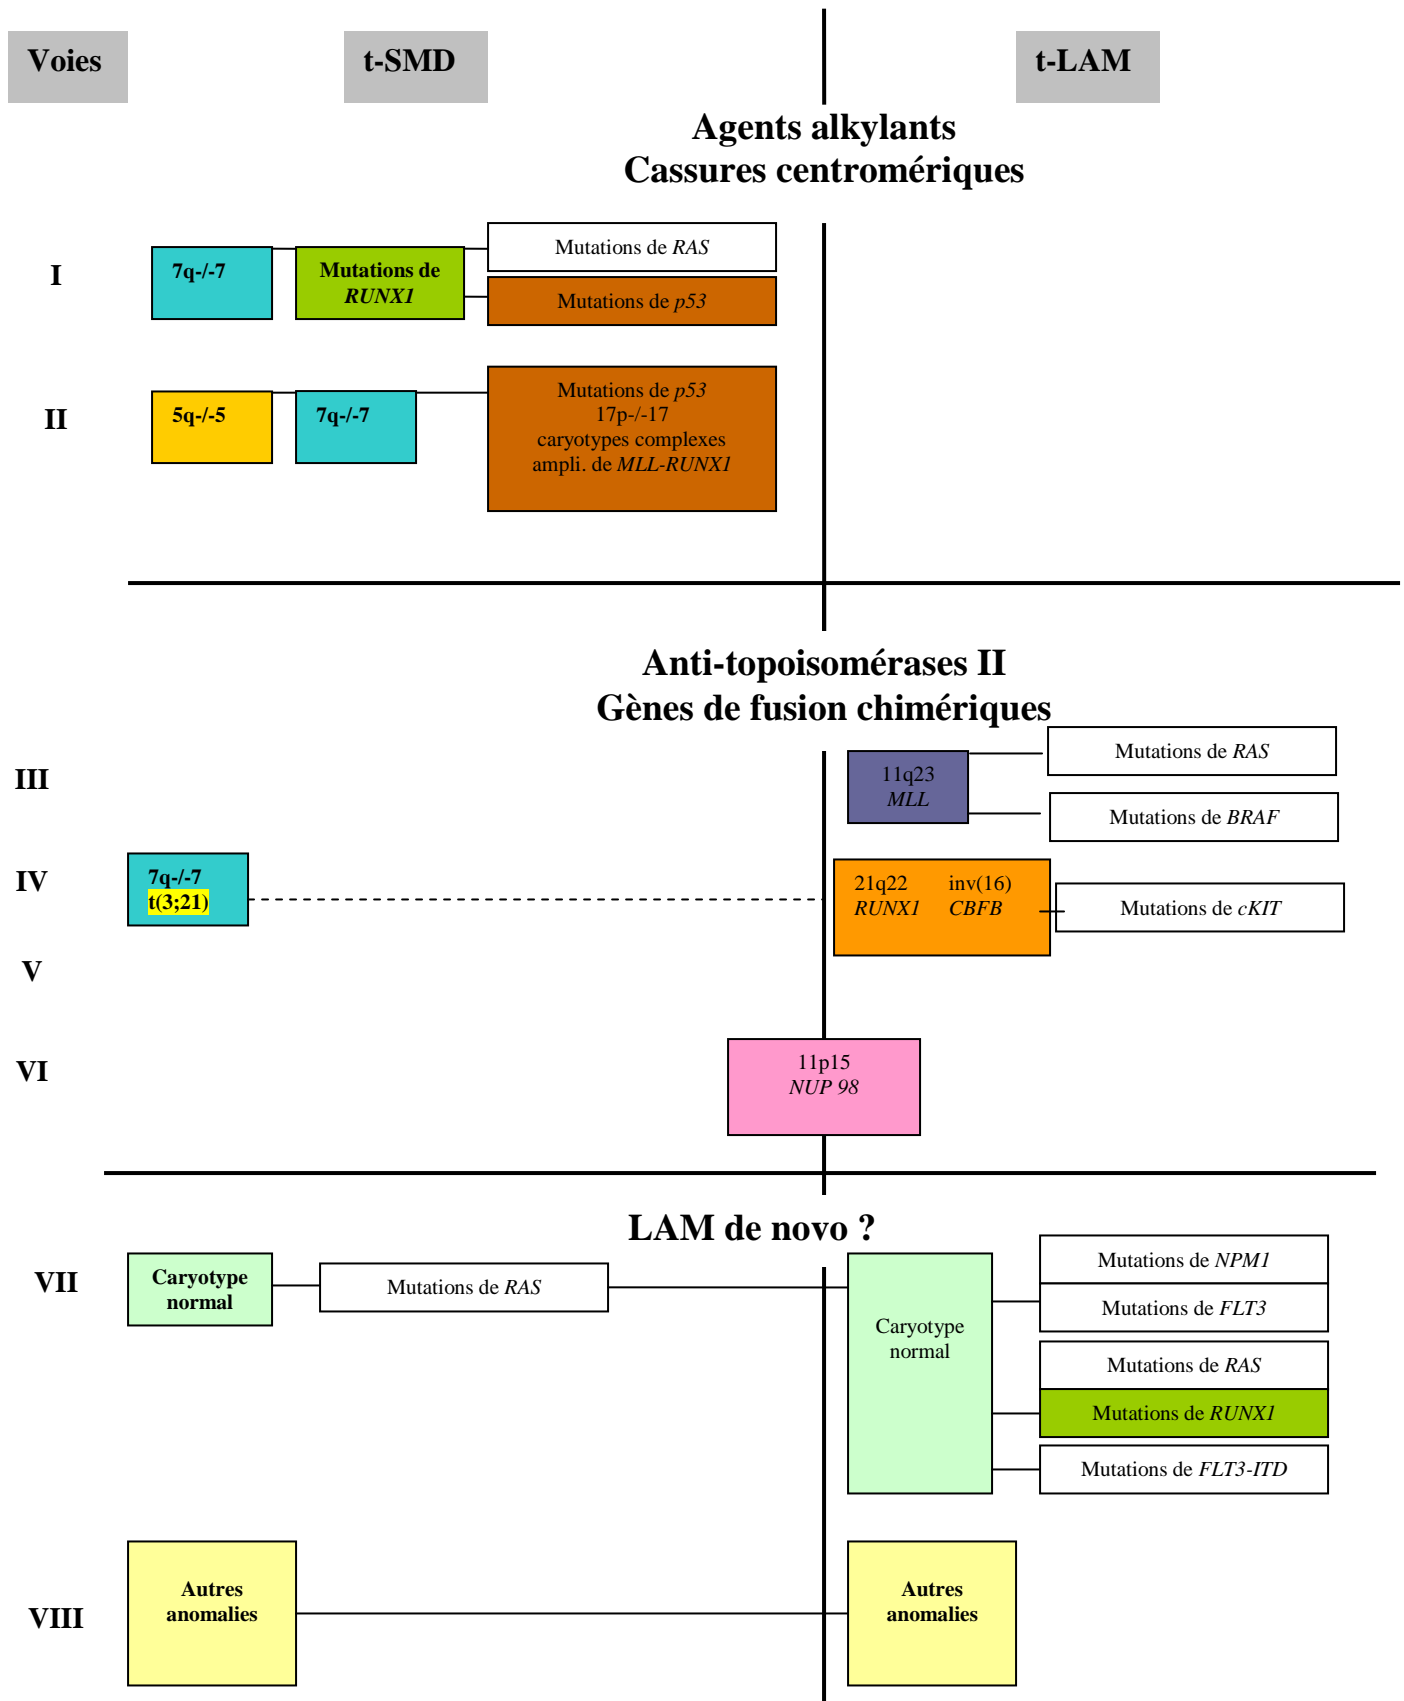 Voies
t-SMD
t-LAM
Agents alkylants
Cassures centromériques
I
7q-/-7
Mutations de
RUNX1
Mutations de RAS
Mutations de p53
II
5q-/-5
7q-/-7
Mutations de p53
17p-/-17
caryotypes complexes
ampli. de MLL-RUNX1
Anti-topoisomérases II
Gènes de fusion chimériques
III
11q23
MLL
Mutations de RAS
Mutations de BRAF
IV
7q-/-7
t(3;21)
21q22 inv(16)
RUNX1 CBFB
Mutations de cKIT
V
VI
11p15
NUP 98
LAM de novo ?
VII
Caryotype
normal
Mutations de RAS
Caryotype
normal
Mutations de NPM1
Mutations de FLT3
Mutations de RAS
Mutations de RUNX1
Mutations de FLT3-ITD
VIII
Autres
anomalies
Autres
anomalies